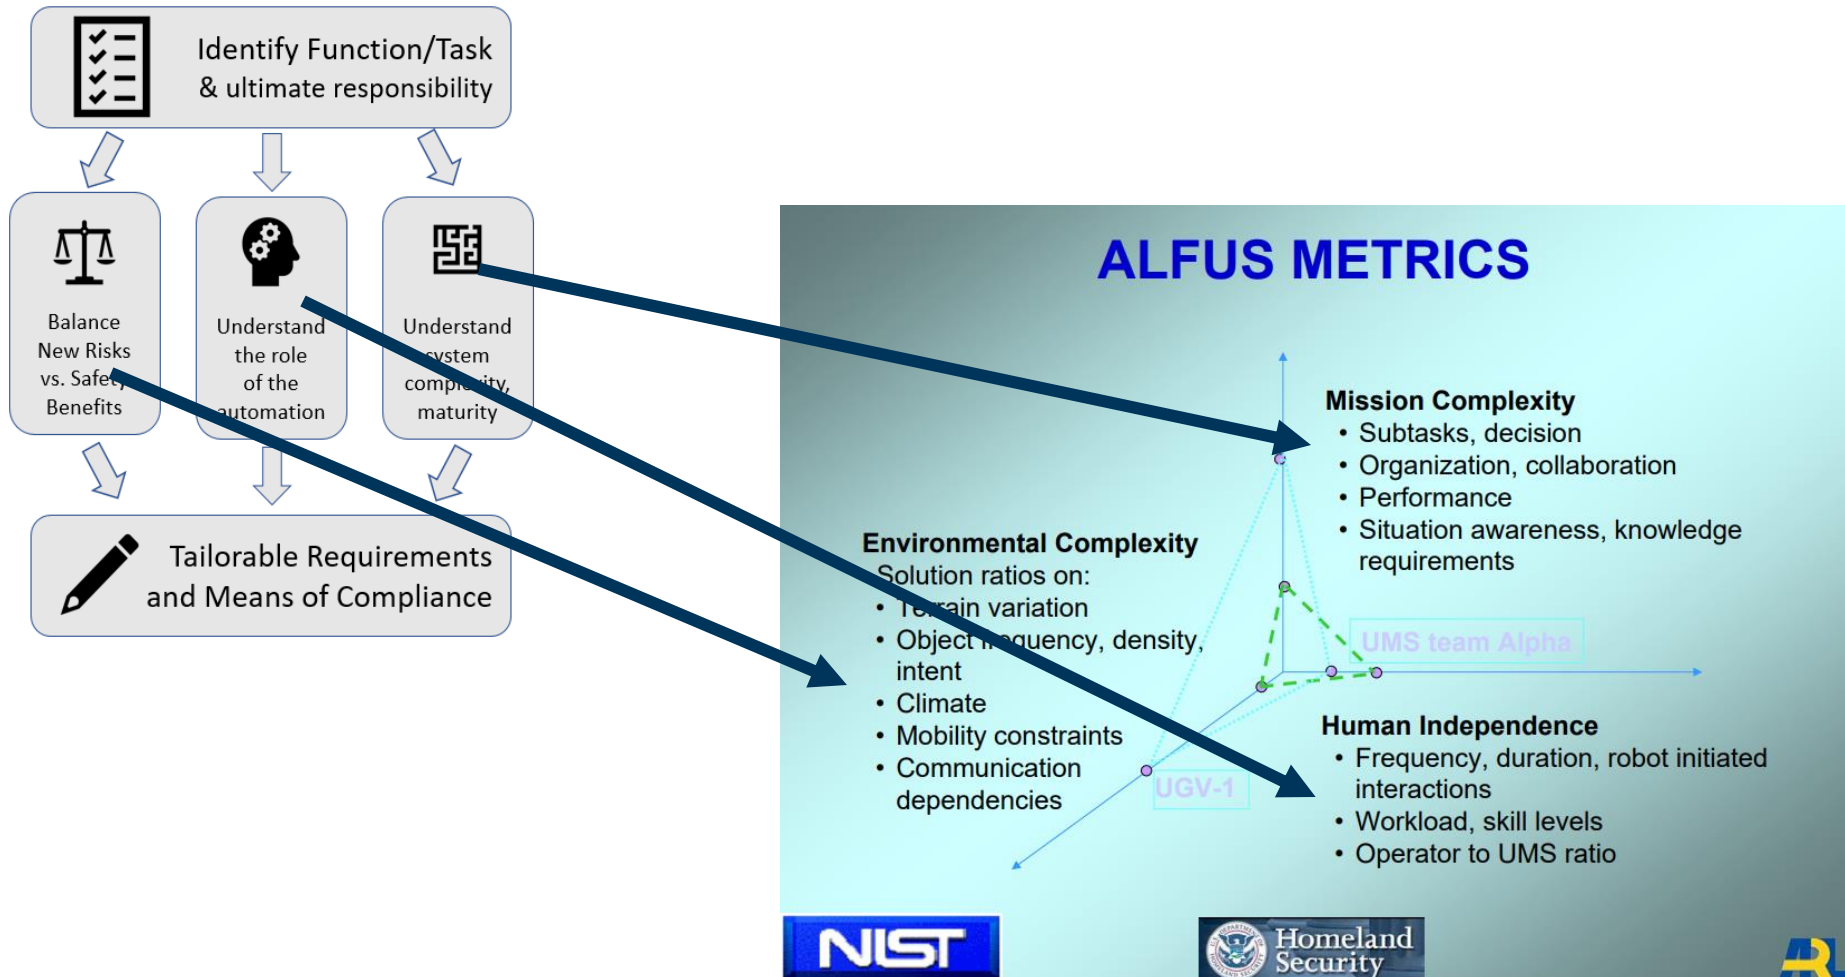 Identify Function/Task
& ultimate responsibility
Balance
New Risks
vs. Safety
Benefits
Understand
the role
of the
automation
Understand
system
complexity,
maturity
Tailorable Requirements
and Means of Compliance
ALFUS METRICS
Mission Complexity
• Subtasks, decision
• Organization, collaboration
• Performance
• Situation awareness, knowledge
requirements
Environmental Complexity
Solution ratios on:
• Terrain variation
• Object frequency, density,
intent
• Climate
• Mobility constraints
• Communication
dependencies
UMS team Alpha
UGV-1
Human Independence
• Frequency, duration, robot initiated
interactions
• Workload, skill levels
• Operator to UMS ratio
NIST
Homeland
Security